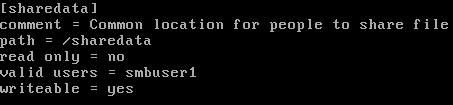 [sharedata]
comment = Common location for people to share file
path = /sharedata
read only = no
valid users = smbuser1
writeable = yes